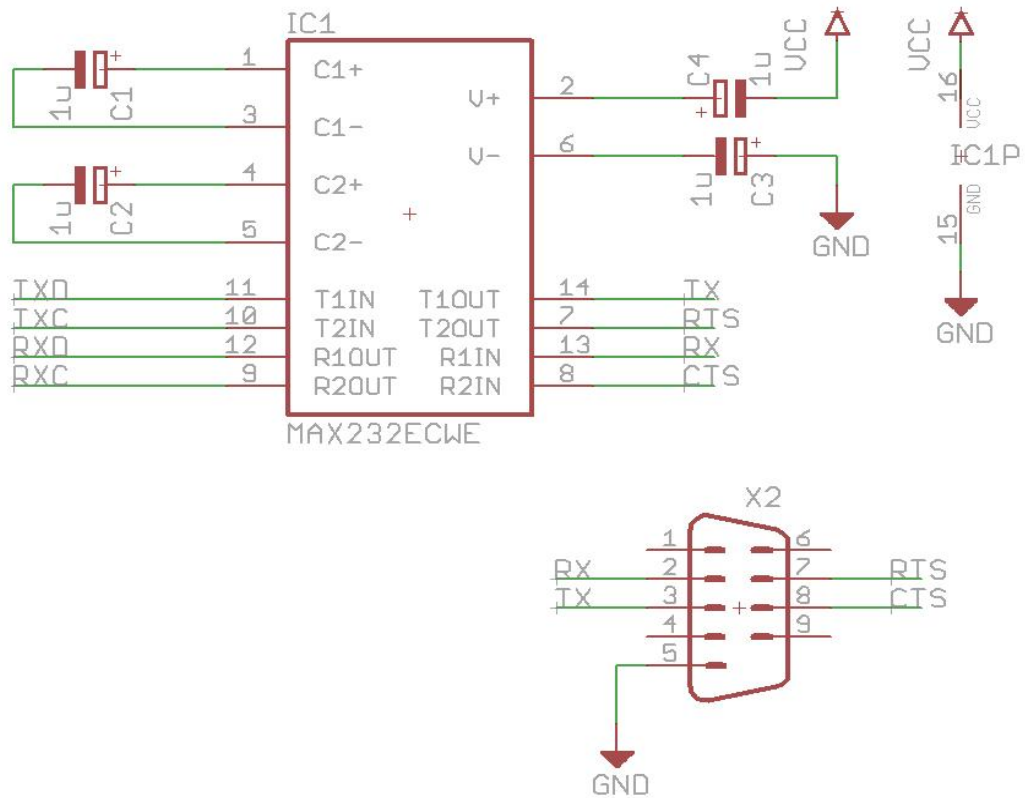 IC1
1 C1+
1u C1
3 C1-
4 C2+
1u C2
5 C2-
V+ 2
C4 1u VCC
V- 6
1u C3
GND
VCC
16 VCC
IC1P
15 GND
GND
TXD 11 T1IN T1OUT 14 TX
TXC 10 T2IN T2OUT 7 RTS
RXD 12 R1OUT R1IN 13 RX
RXC 9 R2OUT R2IN 8 CTS
MAX232ECWE
X2
1 6
RX 2 7 RTS
TX 3 8 CTS
4 9
5
GND